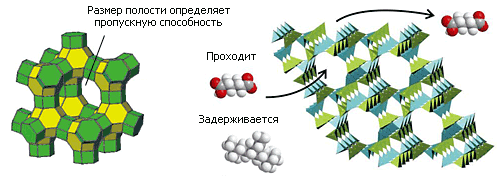 Размер полости определяет
пропускную способность
Проходит
Задерживается